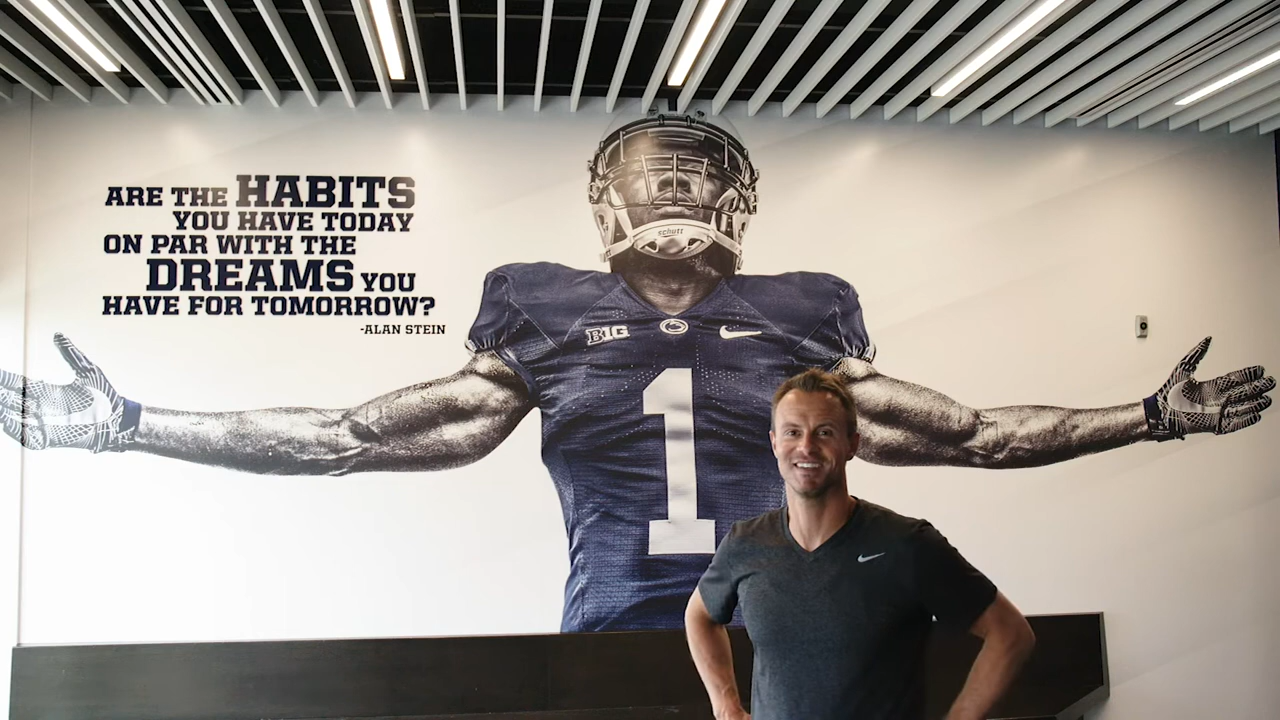 ARE THE HABITS
YOU HAVE TODAY
ON PAR WITH THE
DREAMS YOU
HAVE FOR TOMORROW?
-ALAN STEIN
schutt
B1G
1